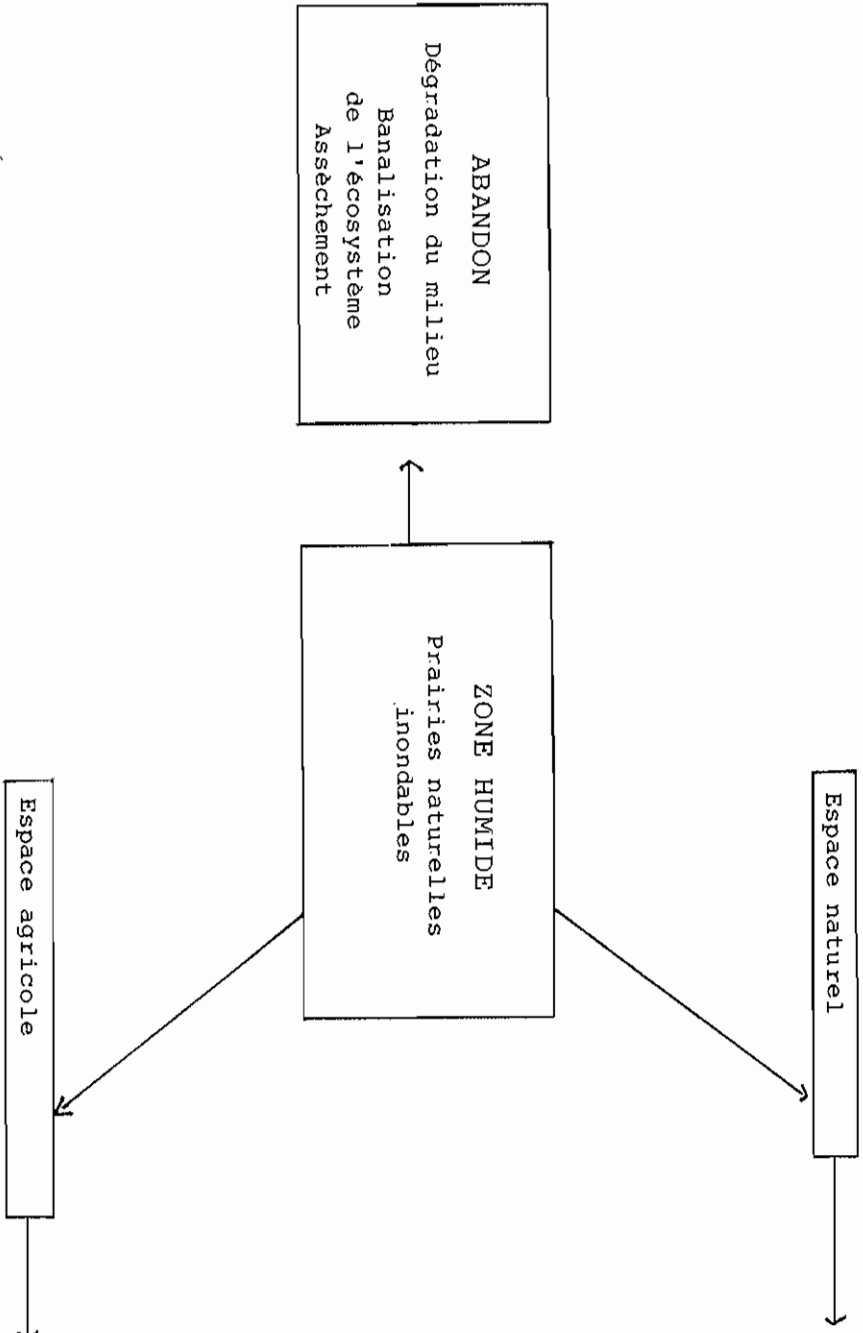 ABANDON
Dégradation du milieu
Banalisation
de l'écosystème
Assèchement
ZONE HUMIDE
Prairies naturelles
inondables
Espace naturel
Espace agricole